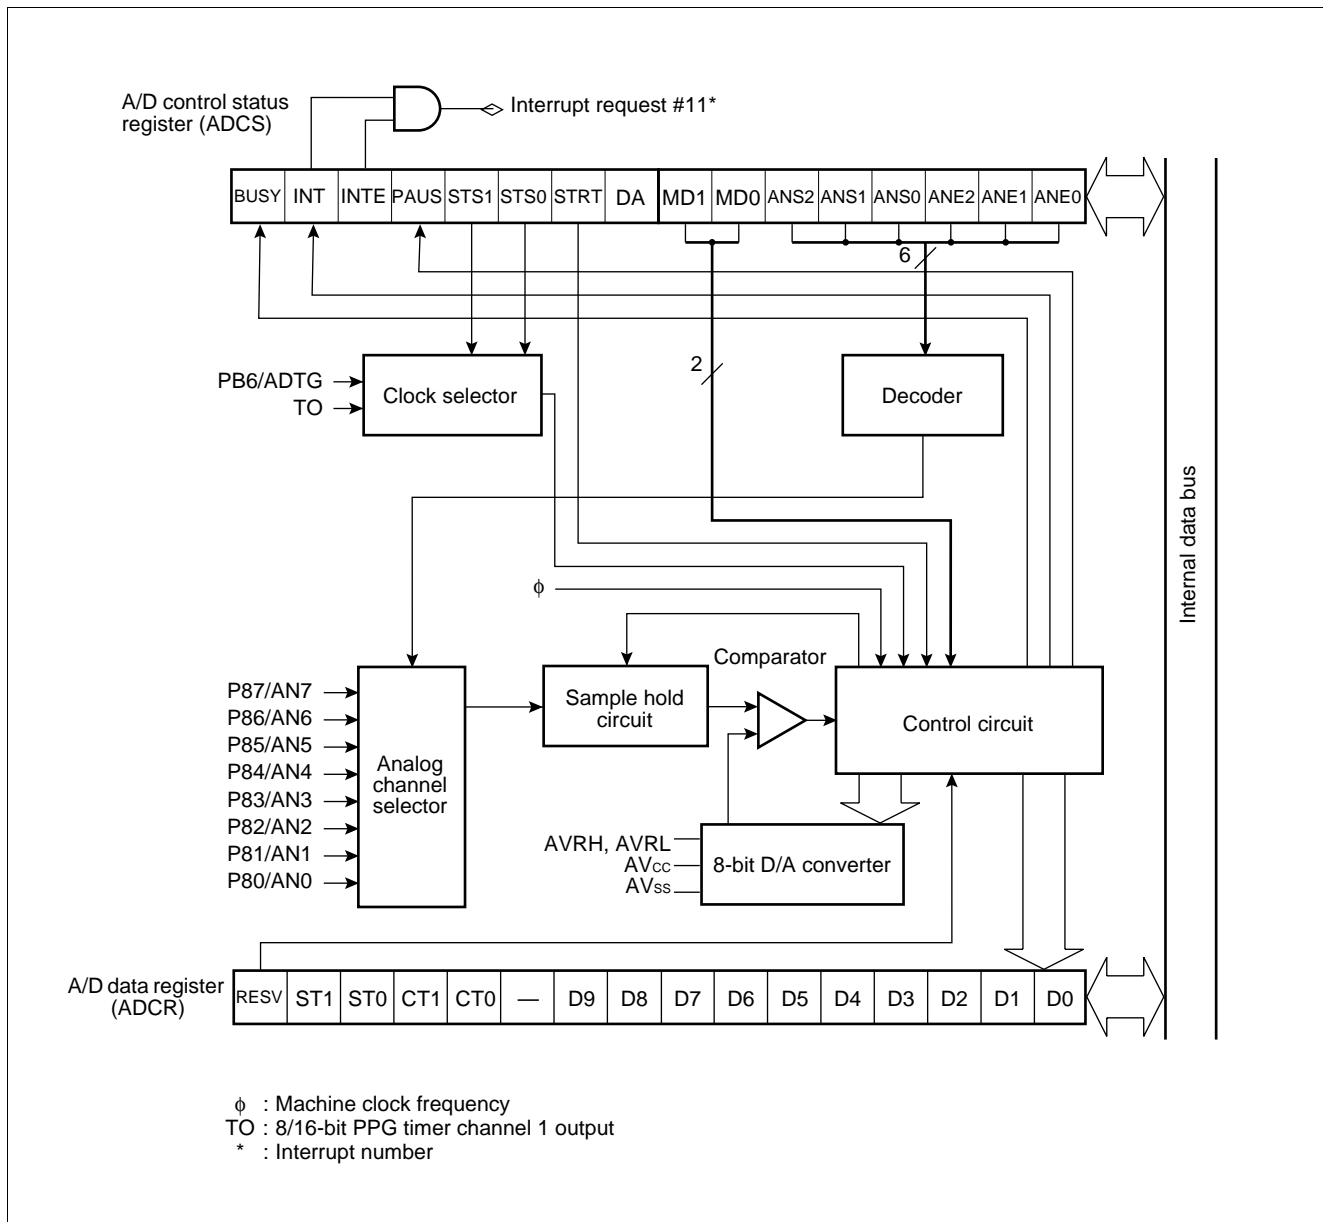 A/D control status
register (ADCS)
Interrupt request #11*
BUSY INT INTE PAUS STS1 STS0 STRT DA MD1 MD0 ANS2 ANS1 ANS0 ANE2 ANE1 ANE0
6
2
PB6/ADTG
TO
Clock selector
Decoder
Internal data bus
ϕ
Comparator
P87/AN7
P86/AN6
P85/AN5
P84/AN4
P83/AN3
P82/AN2
P81/AN1
P80/AN0
Analog
channel
selector
Sample hold
circuit
Control circuit
AVRH, AVRL
AVCC
AVSS
8-bit D/A converter
A/D data register
(ADCR)
RESV ST1 ST0 CT1 CT0 — D9 D8 D7 D6 D5 D4 D3 D2 D1 D0
ϕ : Machine clock frequency
TO : 8/16-bit PPG timer channel 1 output
* : Interrupt number